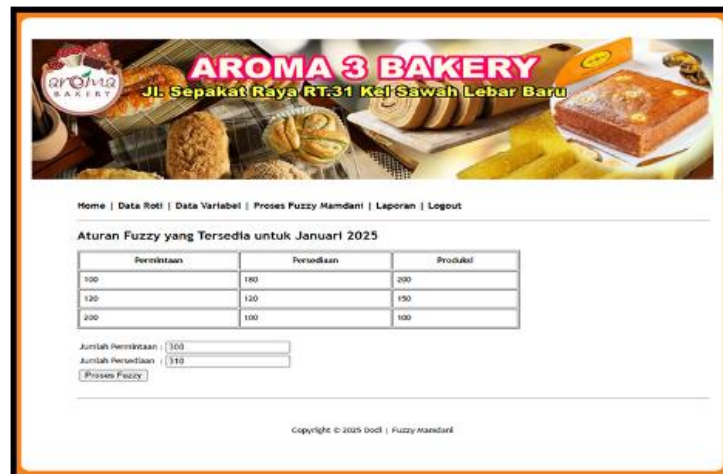 AROMA 3 BAKERY
aroma
BAKERY
Jl. Sepakat Raya RT.31 Kel Sawah Lebar Baru
Home | Data Roti | Data Variabel | Proses Fuzzy Mamdani | Laporan | Logout
Aturan Fuzzy yang Tersedia untuk Januari 2025
Permintaan Persediaan Produksi
100 180 200
120 120 150
200 100 100
Jumlah Permintaan : 300
Jumlah Persediaan : 310
Proses Fuzzy
Copyright © 2025 Dodi | Fuzzy Mamdani